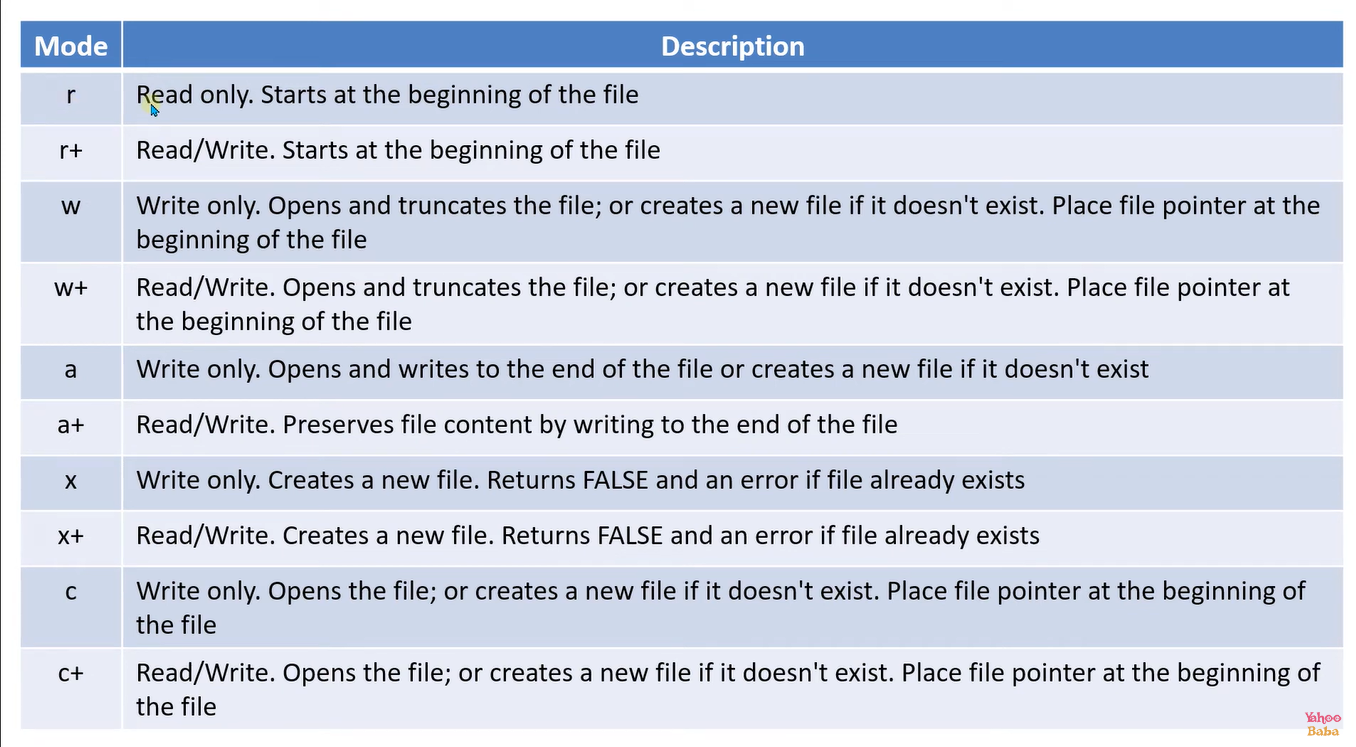 Mode Description
r Read only. Starts at the beginning of the file
r+ Read/Write. Starts at the beginning of the file
w Write only. Opens and truncates the file; or creates a new file if it doesn't exist. Place file pointer at the
beginning of the file
w+ Read/Write. Opens and truncates the file; or creates a new file if it doesn't exist. Place file pointer at
the beginning of the file
a Write only. Opens and writes to the end of the file or creates a new file if it doesn't exist
a+ Read/Write. Preserves file content by writing to the end of the file
x Write only. Creates a new file. Returns FALSE and an error if file already exists
x+ Read/Write. Creates a new file. Returns FALSE and an error if file already exists
c Write only. Opens the file; or creates a new file if it doesn't exist. Place file pointer at the beginning of
the file
c+ Read/Write. Opens the file; or creates a new file if it doesn't exist. Place file pointer at the beginning of
the file
Yahoo
Baba